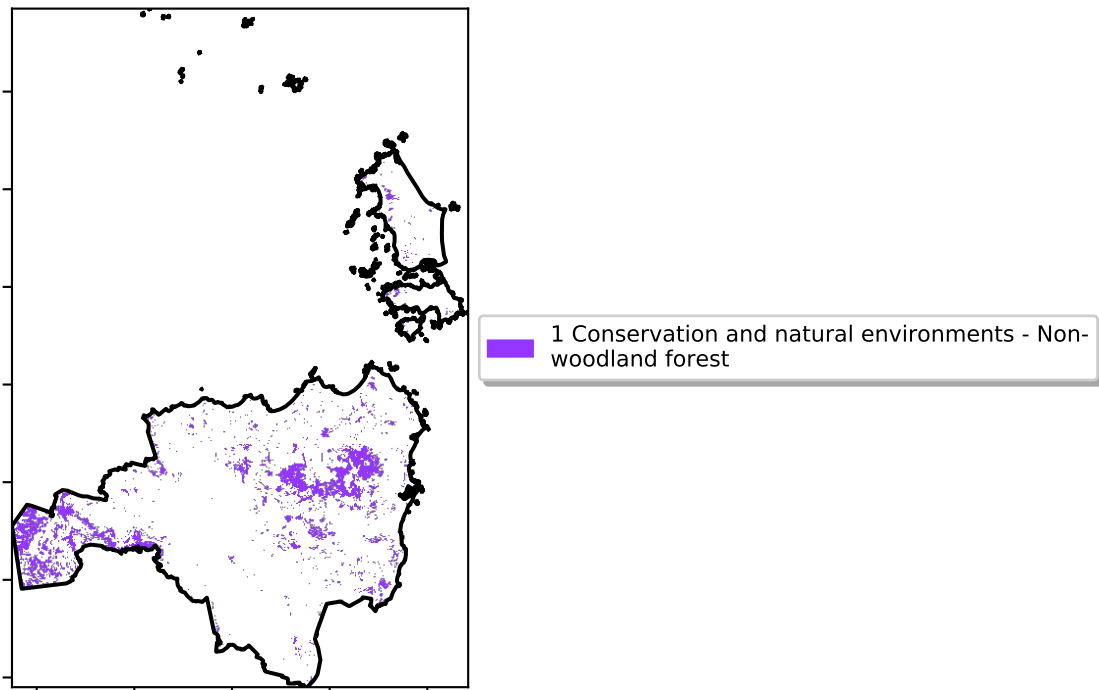 1 Conservation and natural environments - Non-
woodland forest